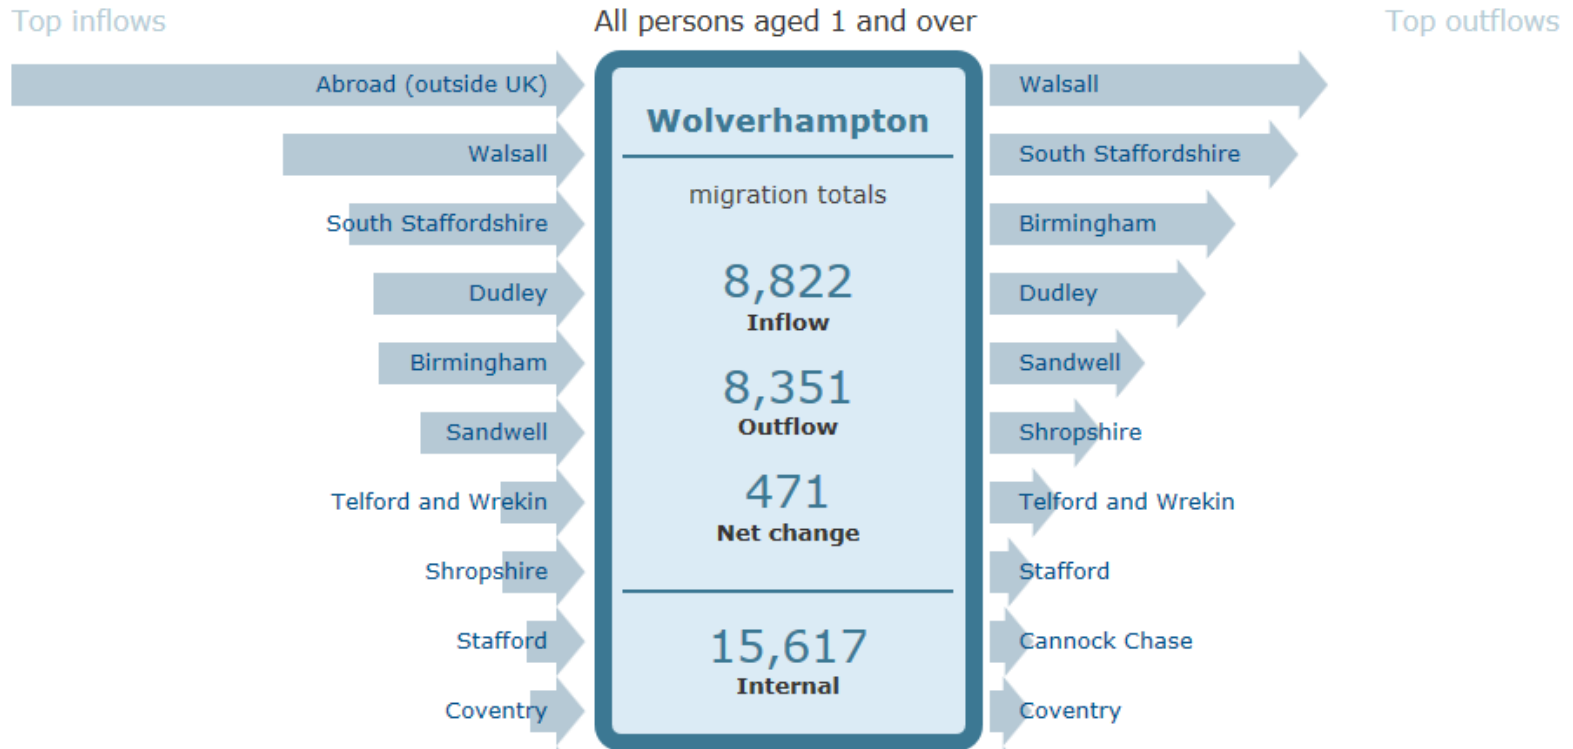 Top inflows
All persons aged 1 and over
Top outflows
Abroad (outside UK)
Walsall
South Staffordshire
Dudley
Birmingham
Sandwell
Telford and Wrekin
Shropshire
Stafford
Coventry
Wolverhampton
migration totals
8,822
Inflow
8,351
Outflow
471
Net change
15,617
Internal
Walsall
South Staffordshire
Birmingham
Dudley
Sandwell
Shropshire
Telford and Wrekin
Stafford
Cannock Chase
Coventry